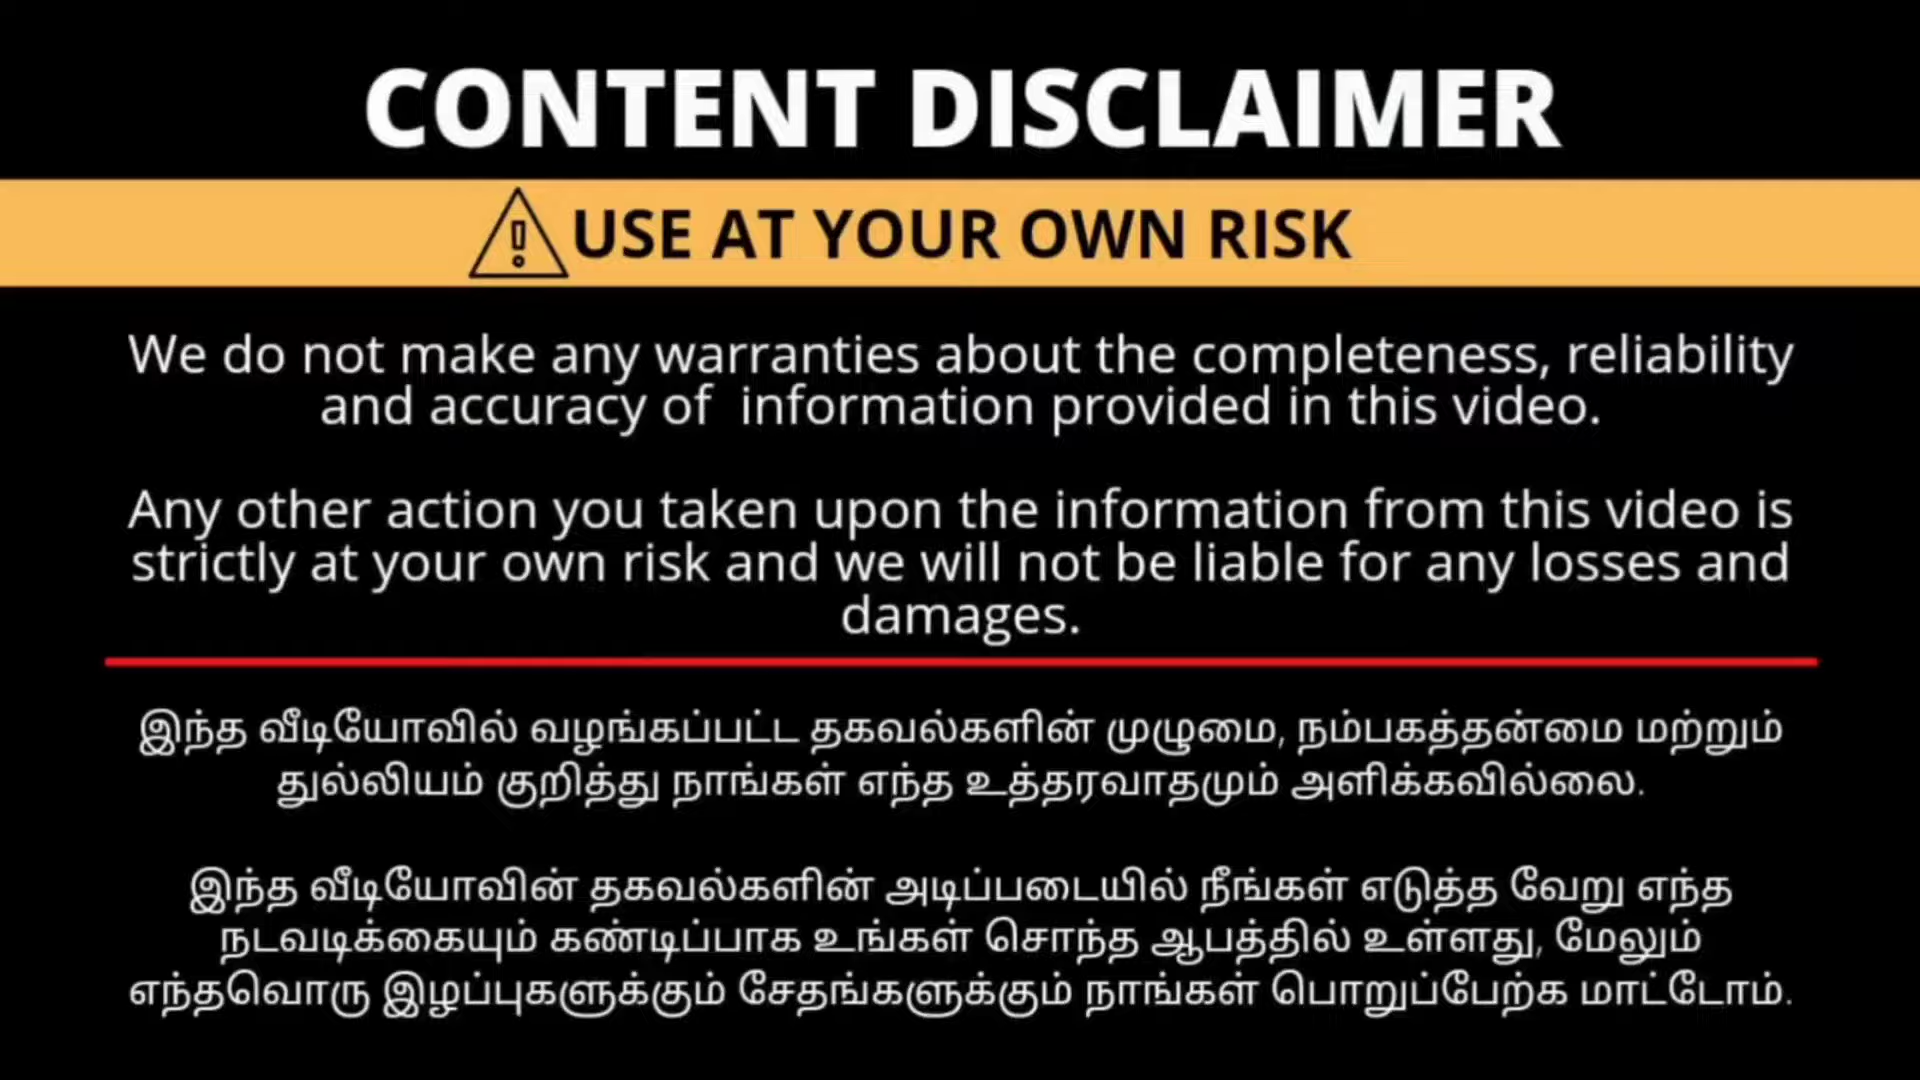 CONTENT DISCLAIMER
USE AT YOUR OWN RISK
We do not make any warranties about the completeness, reliability
and accuracy of information provided in this video.
Any other action you taken upon the information from this video is
strictly at your own risk and we will not be liable for any losses and
damages.
இந்த வீடியோவில் வழங்கப்பட்ட தகவல்களின் முழுமை, நம்பகத்தன்மை மற்றும்
துல்லியம் குறித்து நாங்கள் எந்த உத்தரவாதமும் அளிக்கவில்லை.
இந்த வீடியோவின் தகவல்களின் அடிப்படையில் நீங்கள் எடுத்த வேறு எந்த
நடவடிக்கையும் கண்டிப்பாக உங்கள் சொந்த ஆபத்தில் உள்ளது, மேலும்
எந்தவொரு இழப்புகளுக்கும் சேதங்களுக்கும் நாங்கள் பொறுப்பேற்க மாட்டோம்.